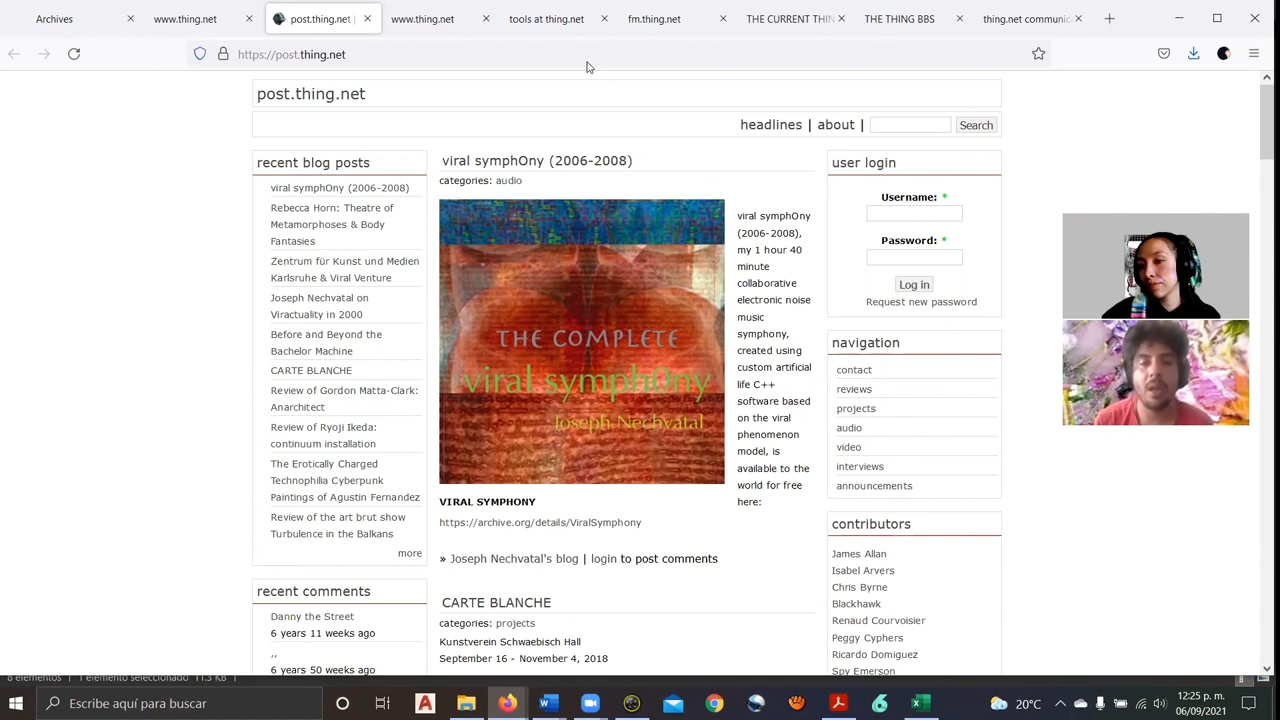 Archives
www.thing.net
post.thing.net |
www.thing.net
tools at thing.net
fm.thing.net
THE CURRENT THIN
THE THING BBS
thing.net communic
https://post.thing.net
post.thing.net
headlines | about |
Search
recent blog posts
viral symphOny (2006-2008)
Rebecca Horn: Theatre of
Metamorphoses & Body
Fantasies
Zentrum für Kunst und Medien
Karlsruhe & Viral Venture
Joseph Nechvatal on
Viractuality in 2000
Before and Beyond the
Bachelor Machine
CARTE BLANCHE
Review of Gordon Matta-Clark:
Anarchitect
Review of Ryoji Ikeda:
continuum installation
The Erotically Charged
Technophilia Cyberpunk
Paintings of Agustin Fernandez
Review of the art brut show
Turbulence in the Balkans
more
recent comments
Danny the Street
6 years 11 weeks ago
,,
6 years 50 weeks ago
viral symphOny (2006-2008)
categories: audio
THE COMPLETE
viral symphOny
Joseph Nechvatal
viral symphOny
(2006-2008),
my 1 hour 40
minute
collaborative
electronic noise
music
symphony,
created using
custom artificial
life C++
software based
on the viral
phenomenon
model, is
available to the
world for free
here:
VIRAL SYMPHONY
https://archive.org/details/ViralSymphony
» Joseph Nechvatal's blog | login to post comments
CARTE BLANCHE
categories: projects
Kunstverein Schwaebisch Hall
September 16 - November 4, 2018
user login
Username: *
Password: *
Log in
Request new password
navigation
contact
reviews
projects
audio
video
interviews
announcements
contributors
James Allan
Isabel Arvers
Chris Byrne
Blackhawk
Renaud Courvoisier
Peggy Cyphers
Ricardo Domiguez
Spy Emerson
8 elementos
1 elemento seleccionado 11.3 KB
Escribe aquí para buscar
20°C
12:25 p. m.
06/09/2021